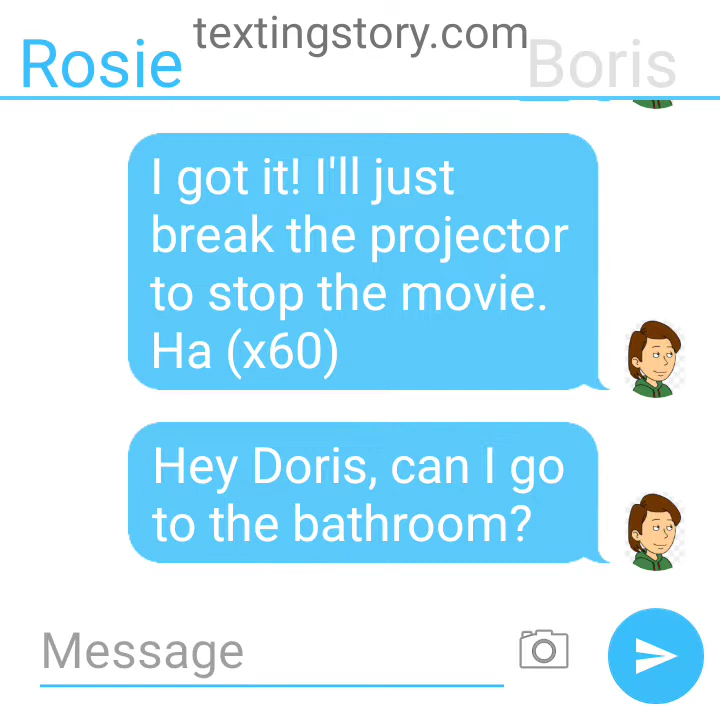 textingstory.com
Rosie
Boris
I got it! I'll just
break the projector
to stop the movie.
Ha (x60)
Hey Doris, can I go
to the bathroom?
Message